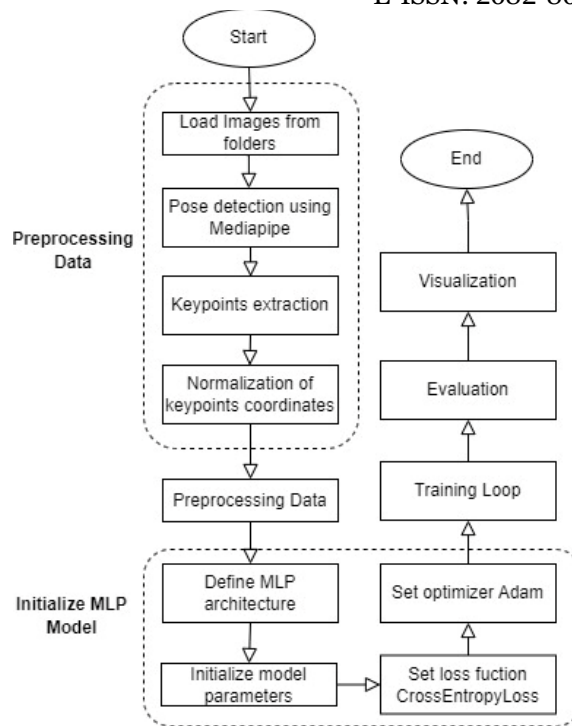 Start
Load Images from
folders
Pose detection using
Mediapipe
Preprocessing
Data
Keypoints extraction
Normalization of
keypoints coordinates
Preprocessing Data
Define MLP
architecture
Initialize MLP
Model
Initialize model
parameters
Set loss fuction
CrossEntropyLoss
Set optimizer Adam
Training Loop
Evaluation
Visualization
End